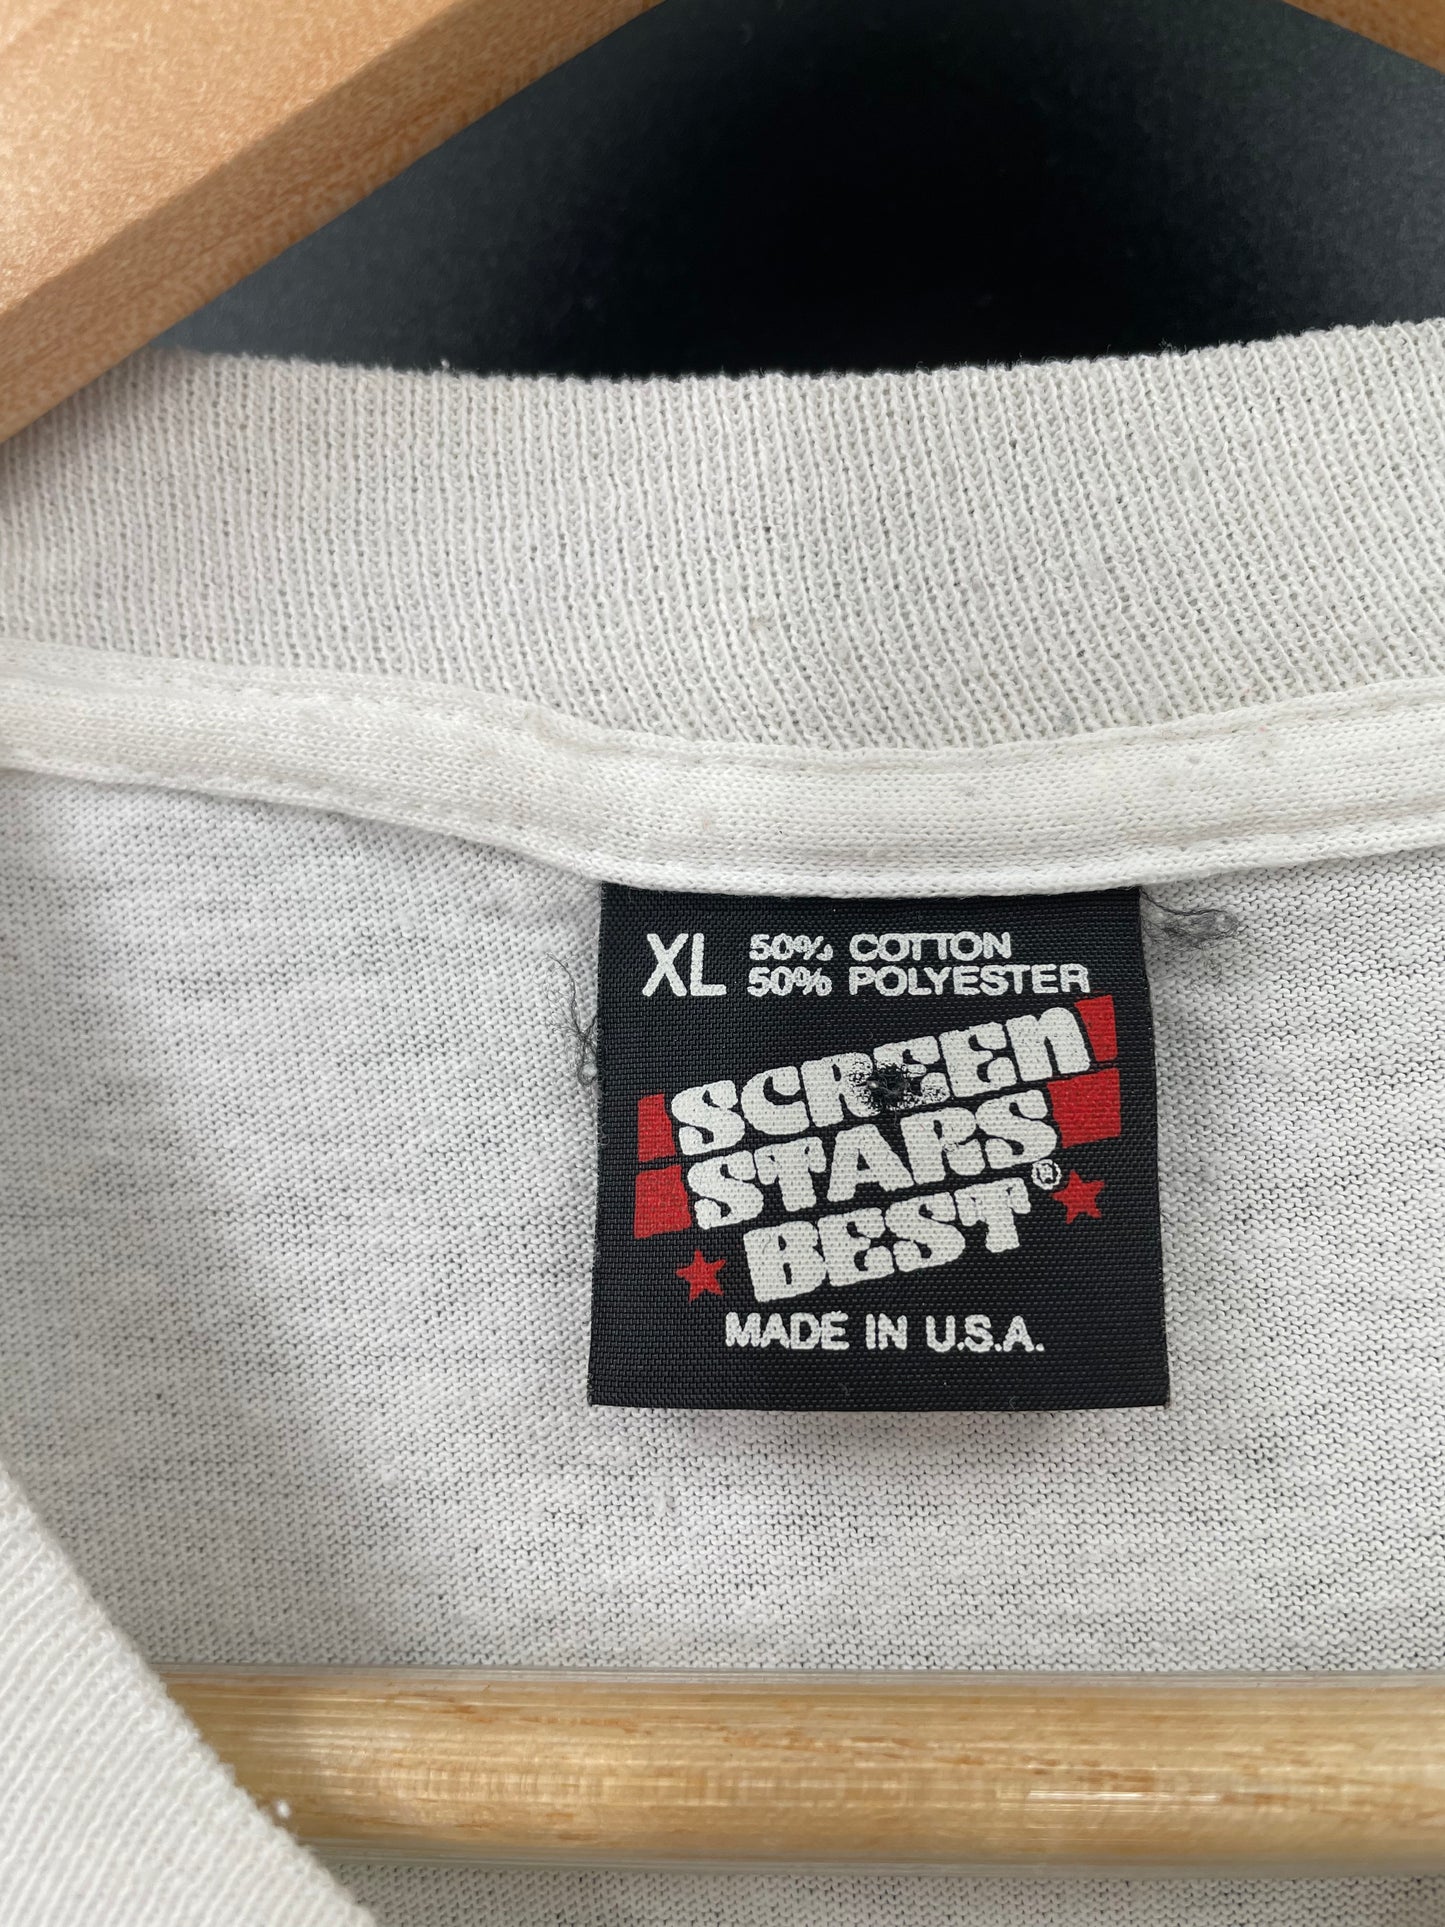 XL 50% COTTON
50% POLYESTER
SCREEn
STARS
BEST®
MADE IN U.S.A.